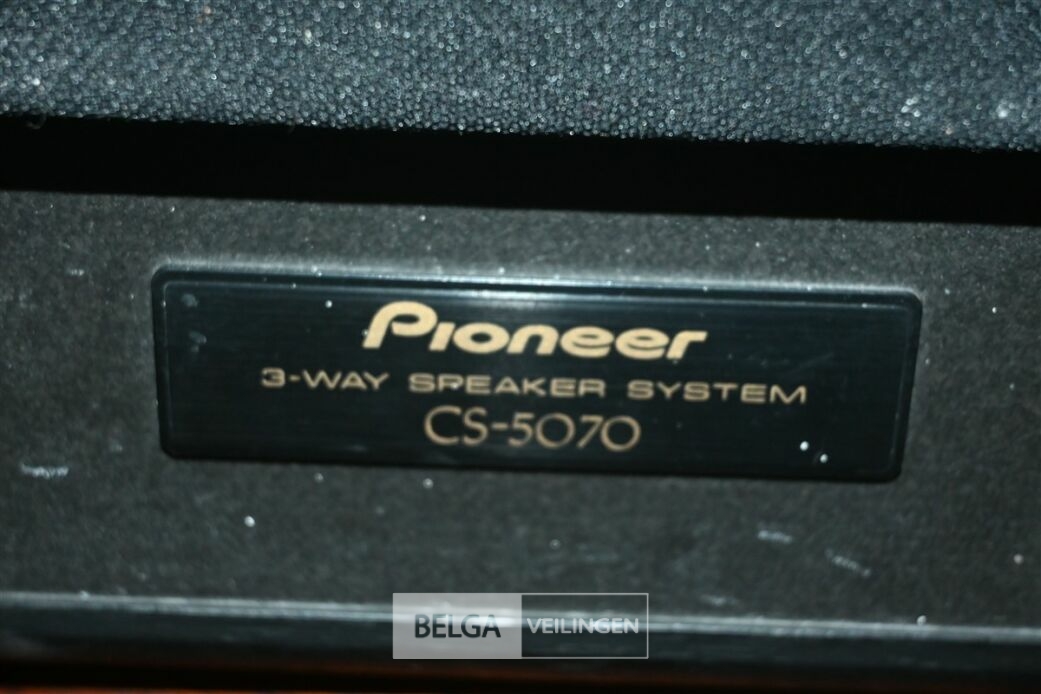 Pioneer
3-WAY SPEAKER SYSTEM
CS-5070
BELGA VEILINGEN